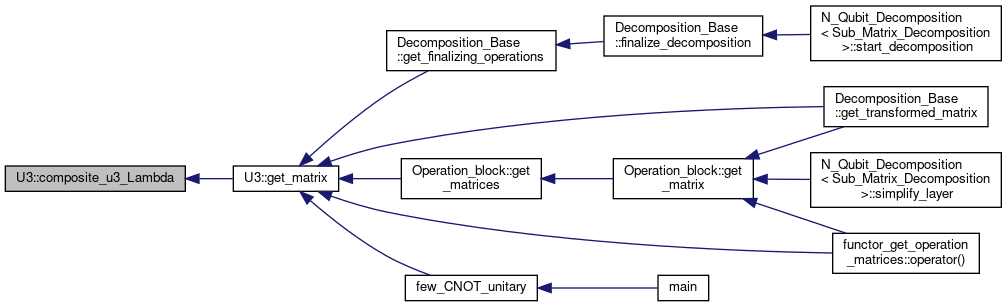 U3::composite_u3_Lambda
U3::get_matrix
Decomposition_Base
::get_finalizing_operations
Decomposition_Base
::finalize_decomposition
N_Qubit_Decomposition
< Sub_Matrix_Decomposition
>::start_decomposition
Decomposition_Base
::get_transformed_matrix
Operation_block::get
_matrices
Operation_block::get
_matrix
N_Qubit_Decomposition
< Sub_Matrix_Decomposition
>::simplify_layer
functor_get_operation
_matrices::operator()
few_CNOT_unitary
main